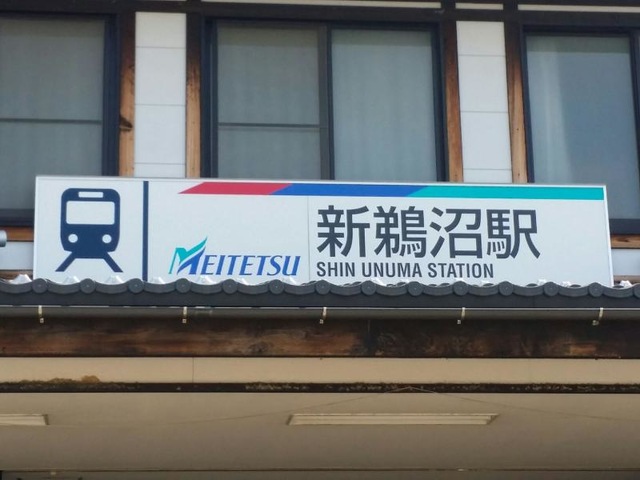 MEITETSU
新鵜沼駅
SHIN UNUMA STATION